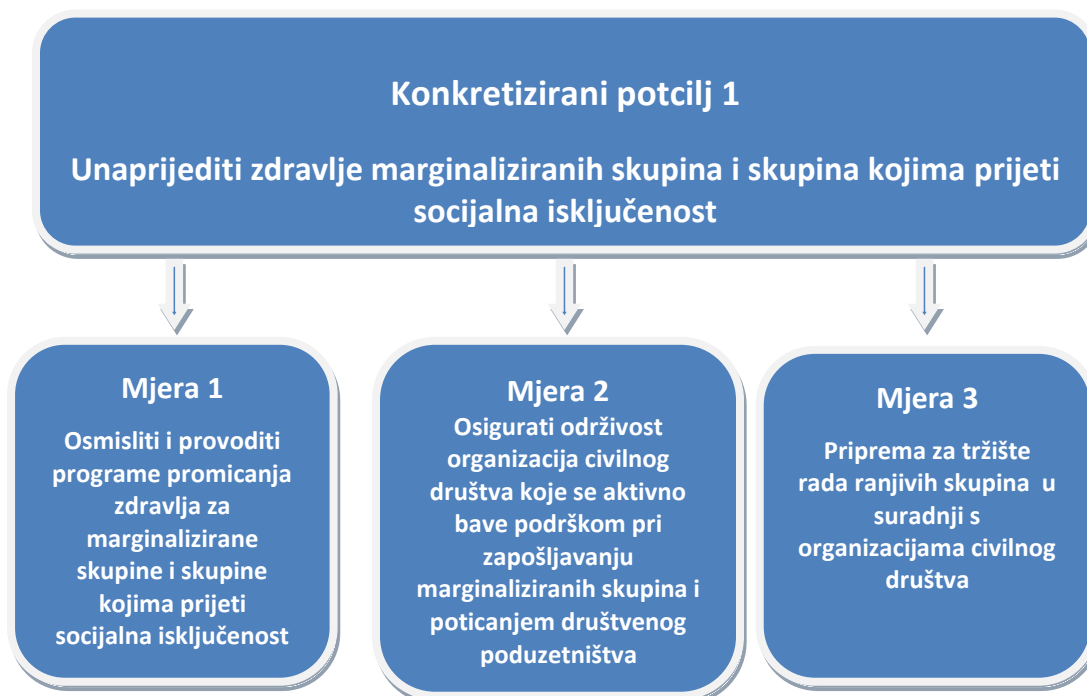 Konkretizirani potcilj 1
Unaprijediti zdravlje marginaliziranih skupina i skupina kojima prijeti
socijalna isključenost
Mjera 1
Osmisliti i provoditi
programe promicanja
zdravlja za
marginalizirane
skupine i skupine
kojima prijeti
socijalna isključenost
Mjera 2
Osigurati održivost
organizacija civilnog
društva koje se aktivno
bave podrškom pri
zapošljavanju
marginaliziranih skupina i
poticanjem društvenog
poduzetništva
Mjera 3
Priprema za tržište
rada ranjivih skupina u
suradnji s
organizacijama civilnog
društva